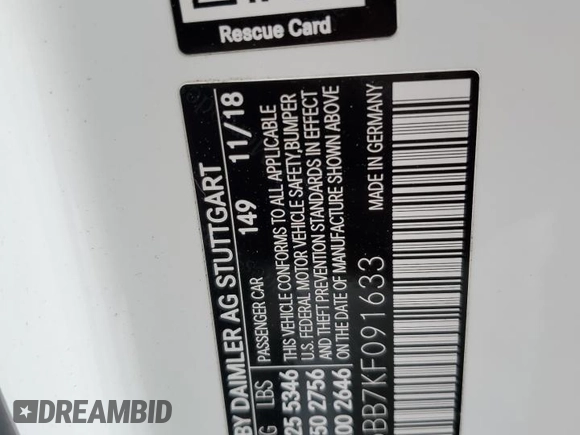 Rescue Card
BY DAIMLER AG STUTTGART
149 11/18
LBS PASSENGER CAR
25 5346 THIS VEHICLE CONFORMS TO ALL APPLICABLE
U.S. FEDERAL MOTOR VEHICLE SAFETY,BUMPER
50 2756 AND THEFT PREVENTION STANDARDS IN EFFECT
00 2646 ON THE DATE OF MANUFACTURE SHOWN ABOVE
MADE IN GERMANY
BB7KF091633
DREAMBID